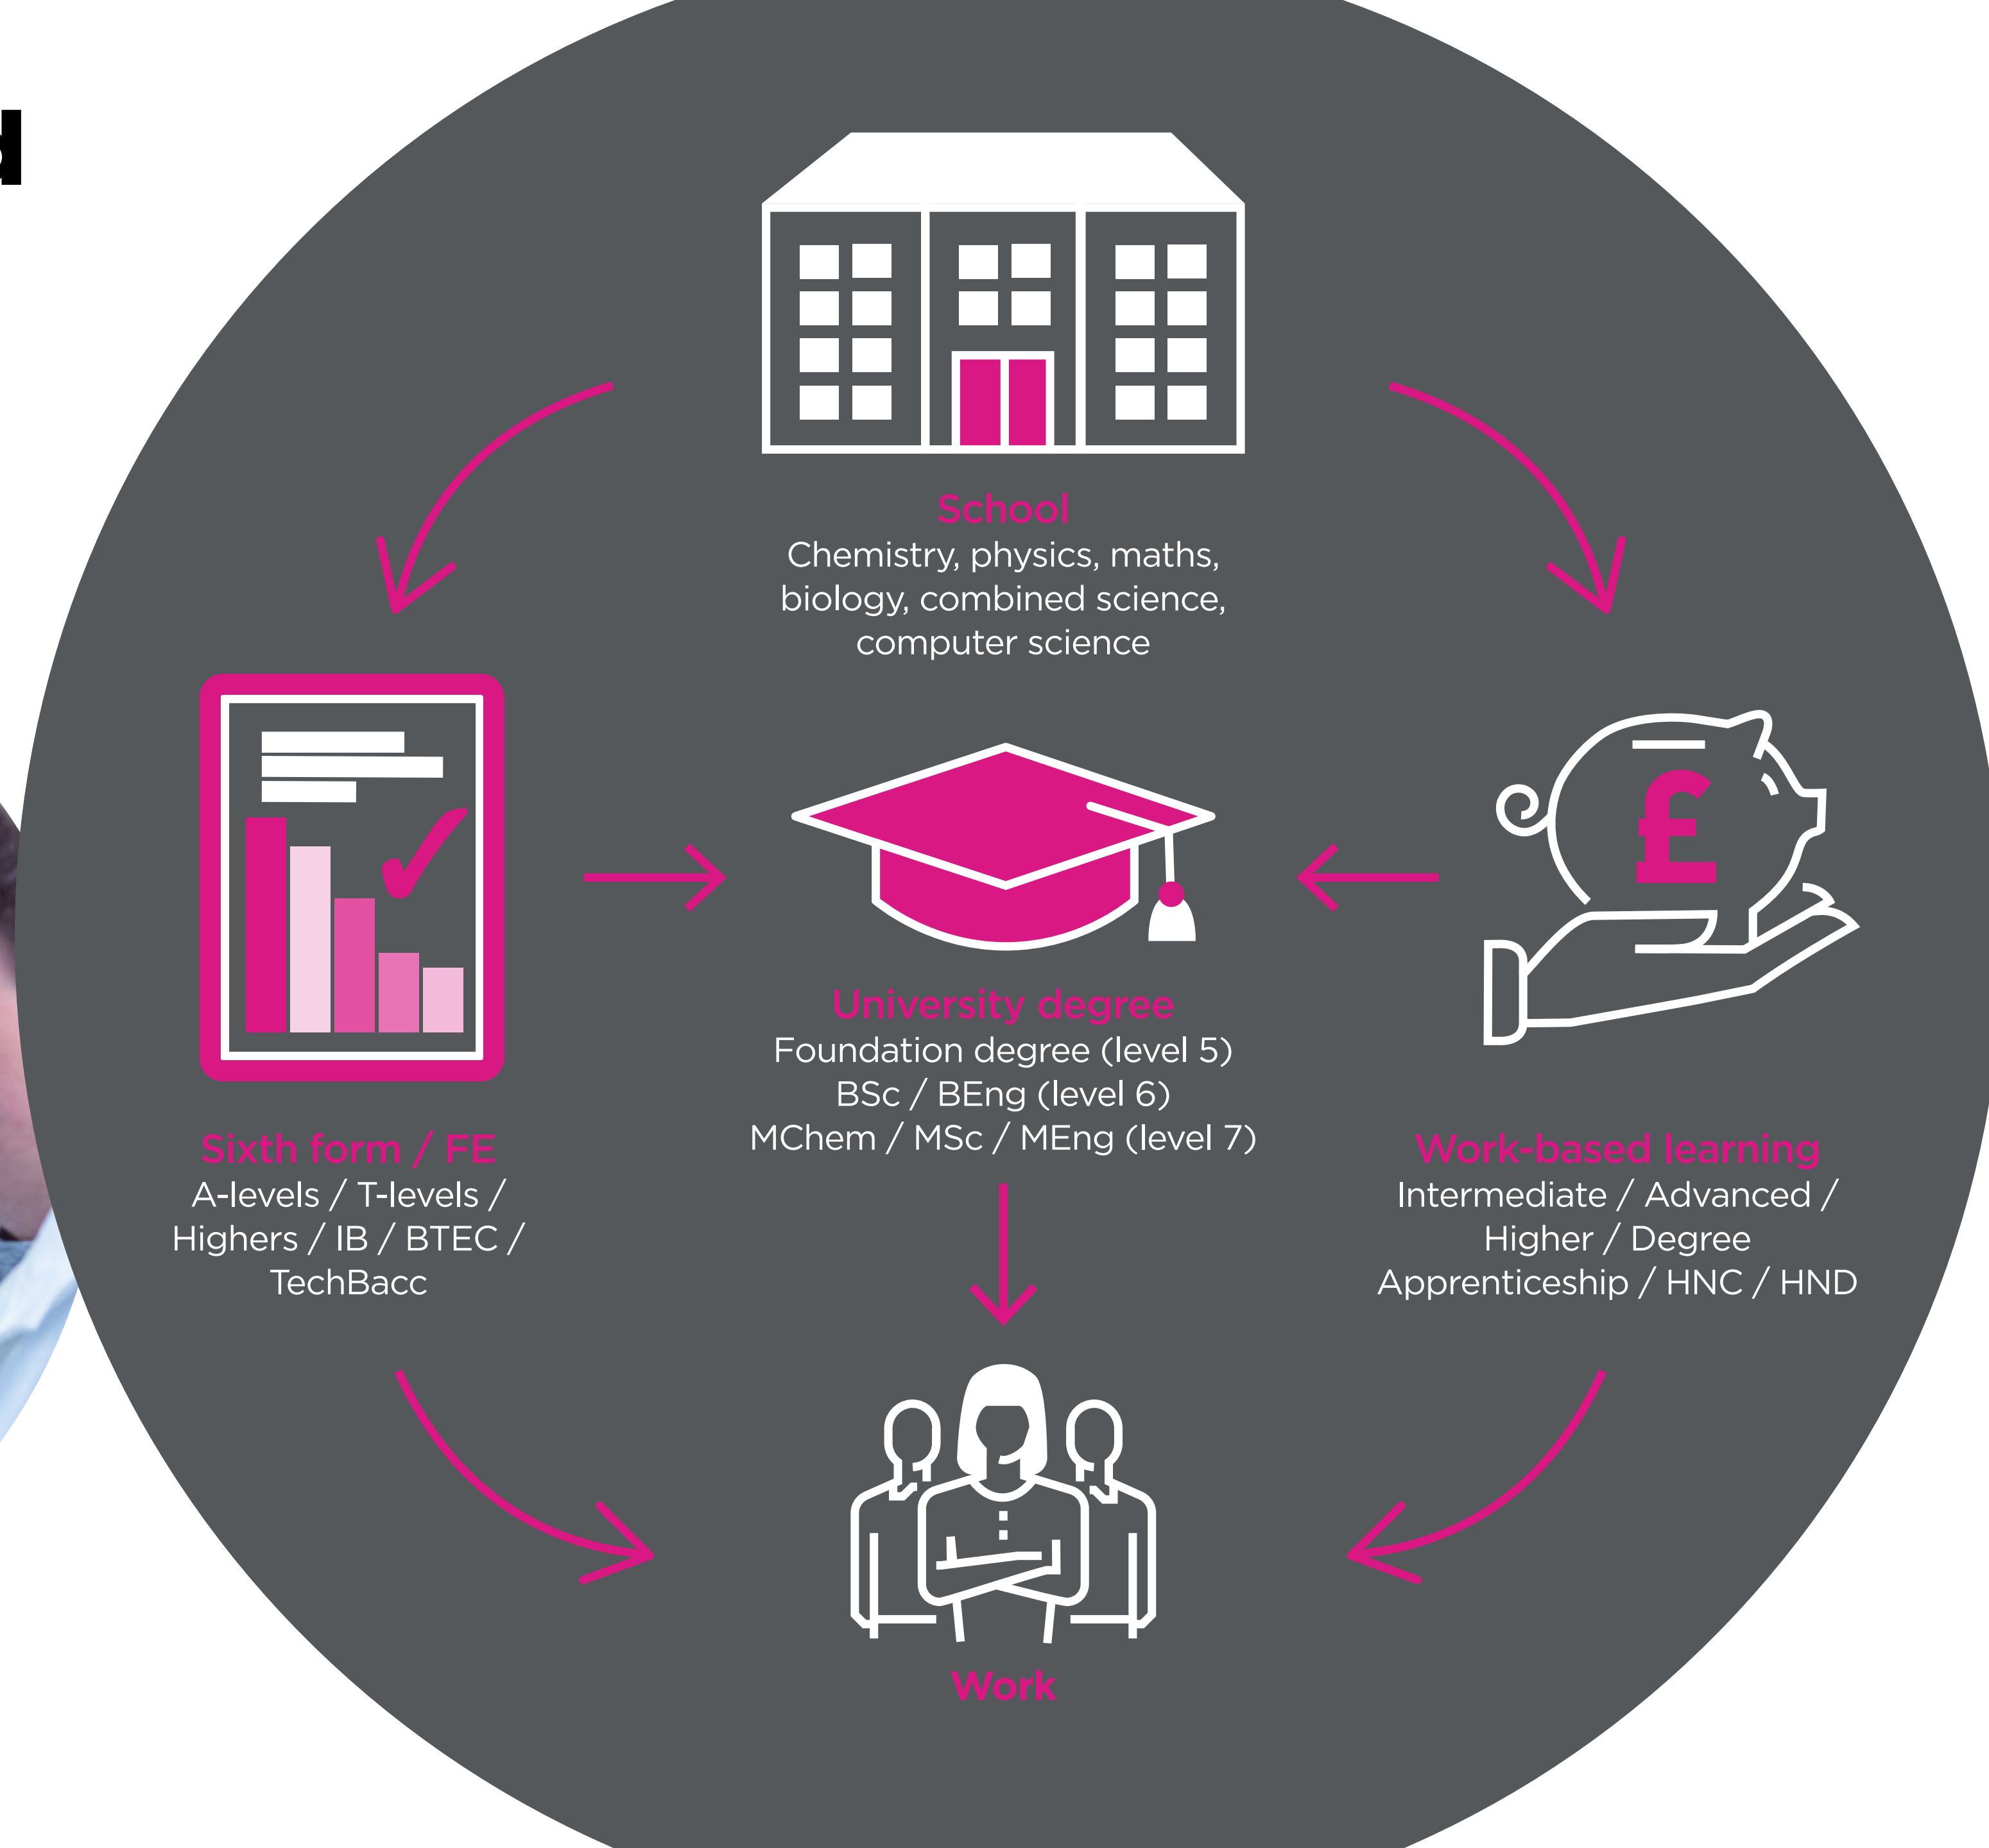 School
Chemistry, physics, maths,
biology, combined science,
computer science
£
University degree
Foundation degree (level 5)
BSc / BEng (level 6)
MChem / MSc / MEng (level 7)
Sixth form / FE
A-levels / T-levels /
Highers / IB / BTEC /
TechBacc
Work-based learning
Intermediate / Advanced /
Higher / Degree
Apprenticeship / HNC / HND
Work